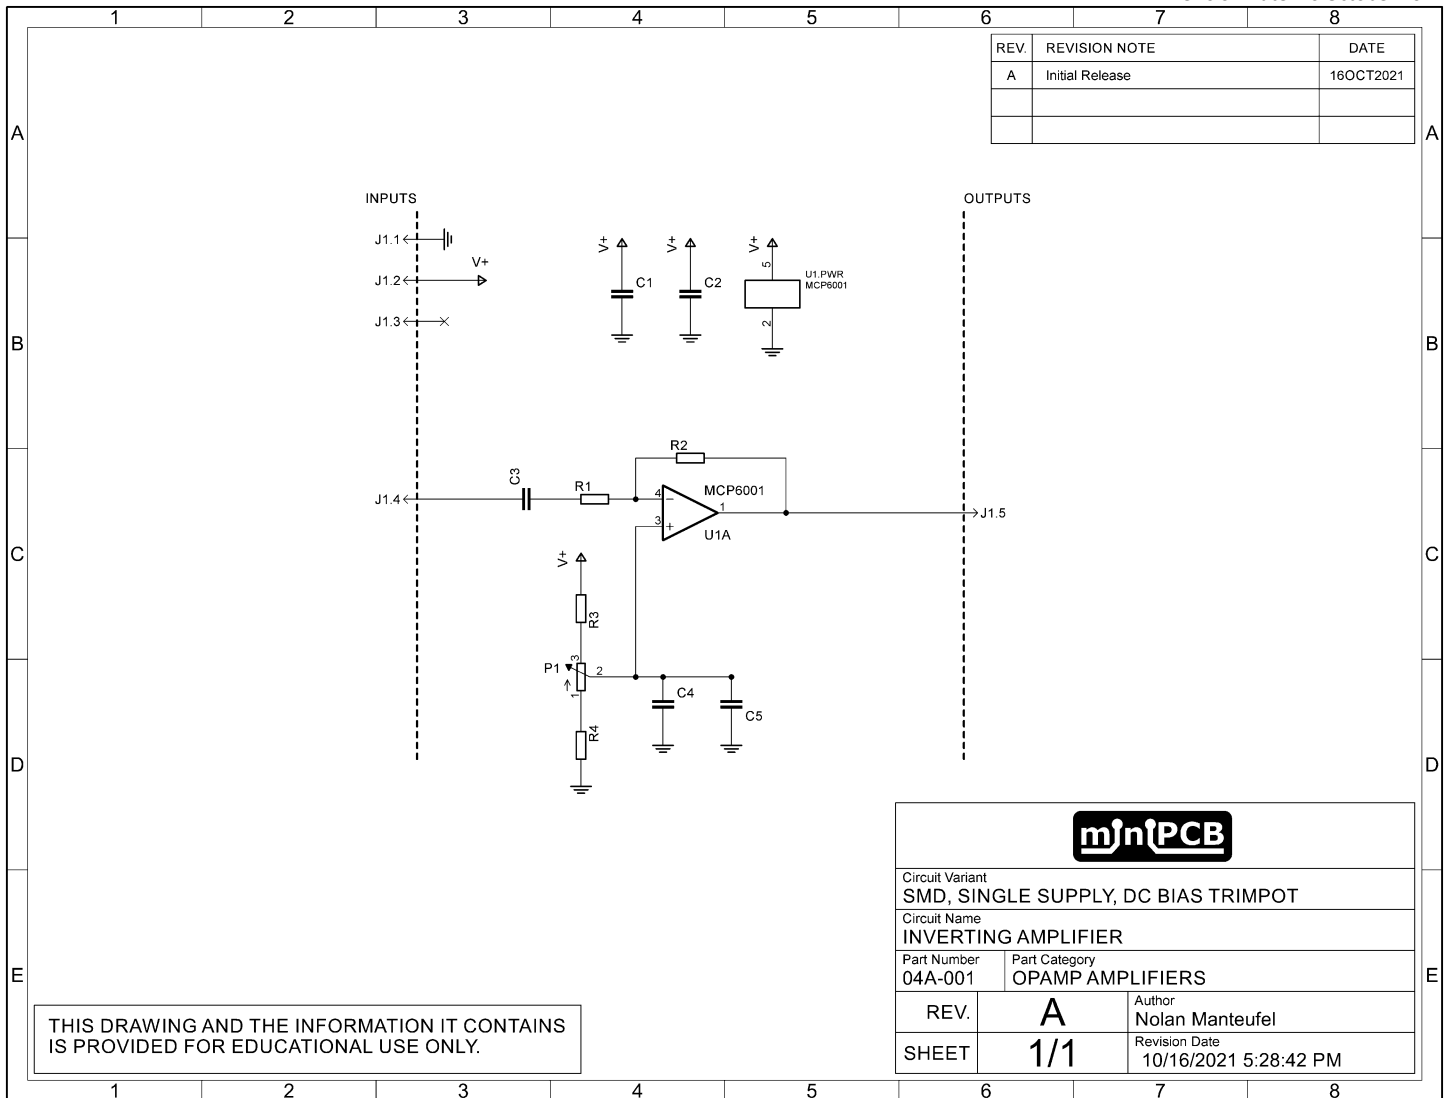 1 2 3 4 5 6 7 8
REV. REVISION NOTE DATE
A Initial Release 16OCT2021
A A
INPUTS OUTPUTS
J1.1
V+
J1.2
J1.3
V+ V+ V+
C1 C2
5
U1.PWR
MCP6001
2
B B
R2
C3
R1
J1.4
4
MCP6001
1
J1.5
3
U1A
V+
C C
R3
P1
3
2
1
C4
C5
R4
D D
miniPCB
Circuit Variant
SMD, SINGLE SUPPLY, DC BIAS TRIMPOT
Circuit Name
INVERTING AMPLIFIER
Part Number Part Category
04A-001 OPAMP AMPLIFIERS
E E
REV. A Author
Nolan Manteufel
SHEET 1/1 Revision Date
10/16/2021 5:28:42 PM
THIS DRAWING AND THE INFORMATION IT CONTAINS
IS PROVIDED FOR EDUCATIONAL USE ONLY.
1 2 3 4 5 6 7 8